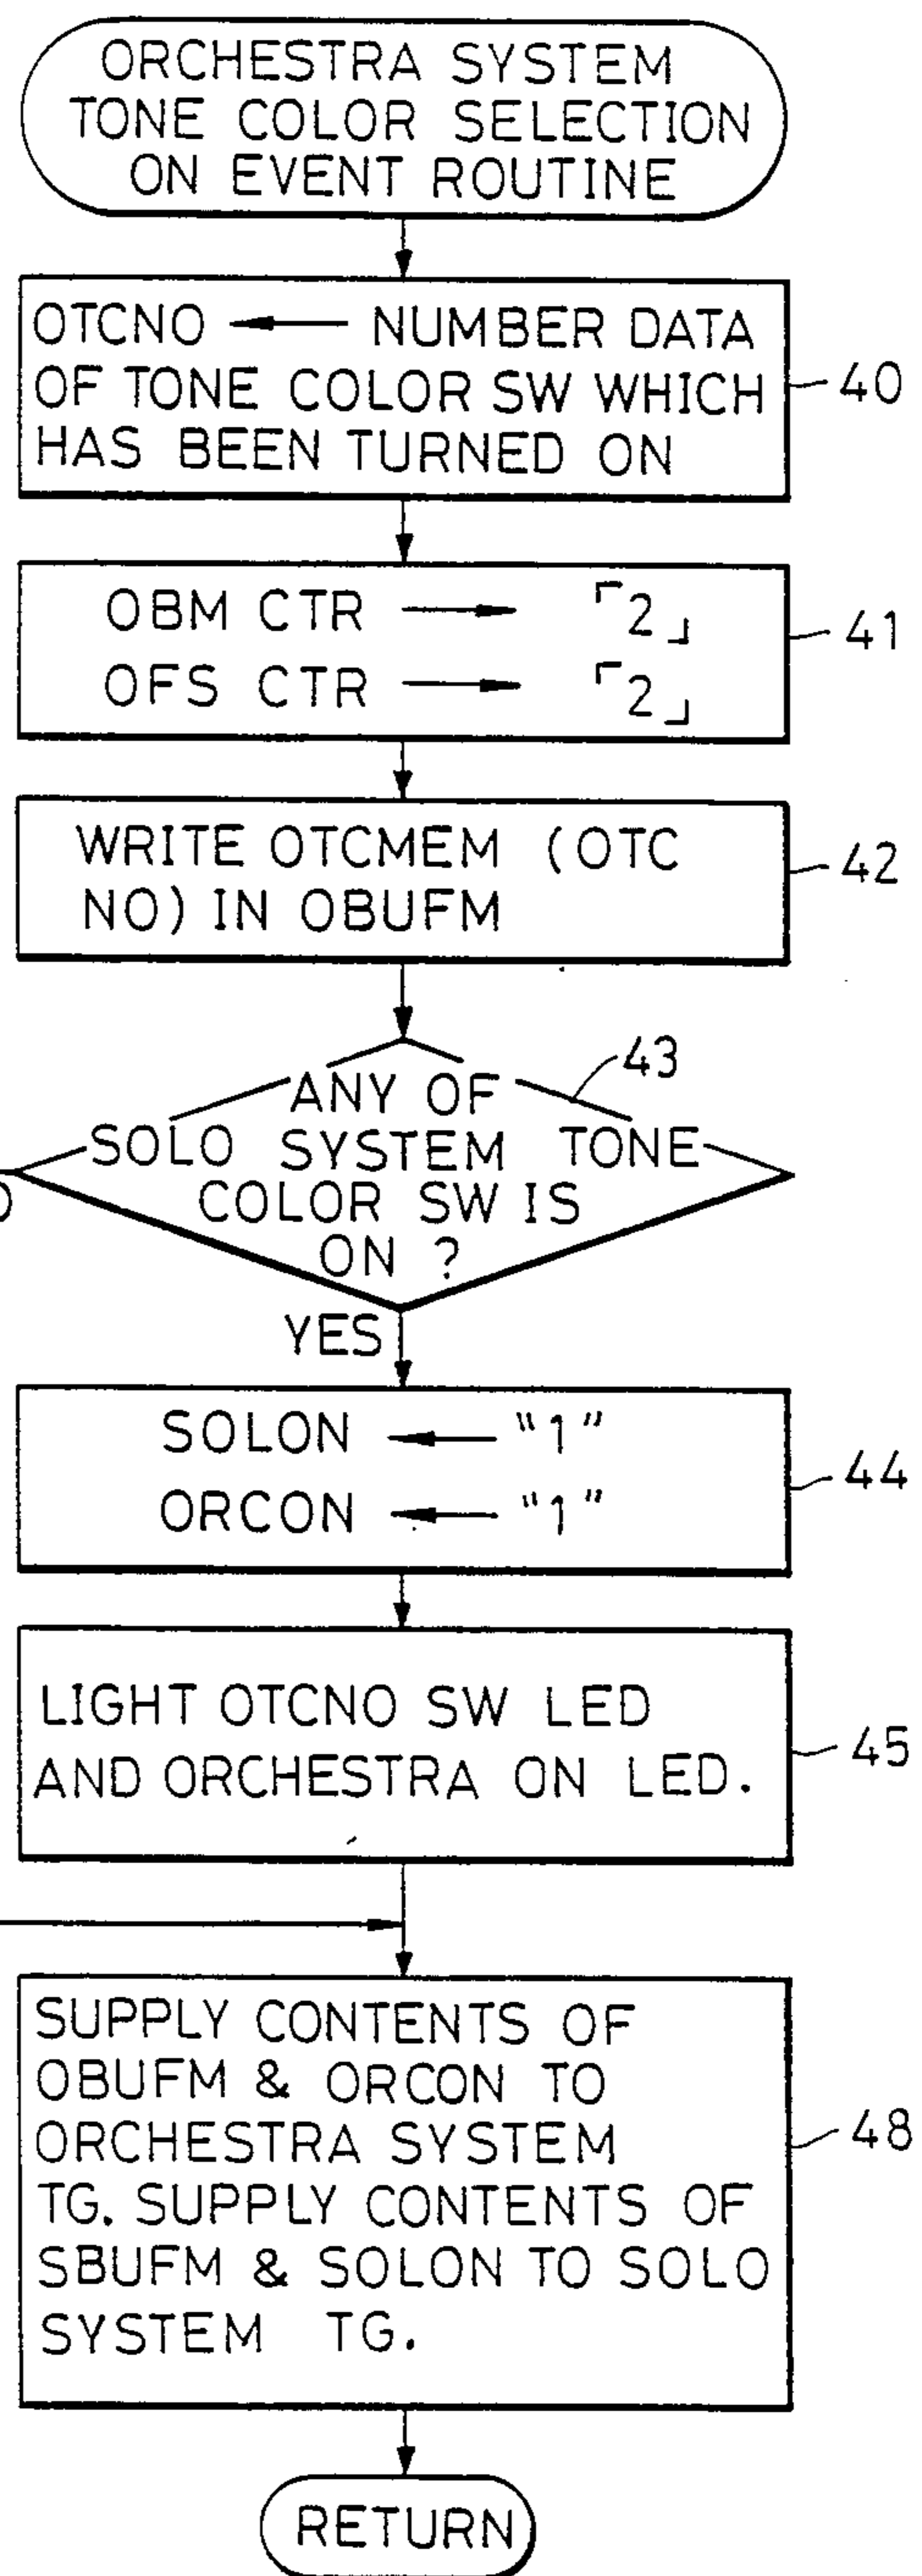 ORCHESTRA SYSTEM
TONE COLOR SELECTION
ON EVENT ROUTINE
OTCNO ← NUMBER DATA
OF TONE COLOR SW WHICH
HAS BEEN TURNED ON
40
OBM CTR → 「2」
OFS CTR → 「2」
41
WRITE OTCMEM (OTC
NO) IN OBUFM
42
43
ANY OF
SOLO SYSTEM TONE
COLOR SW IS
ON ?
YES
SOLON ← "1"
ORCON ← "1"
44
LIGHT OTCNO SW LED
AND ORCHESTRA ON LED.
45
SUPPLY CONTENTS OF
OBUFM & ORCON TO
ORCHESTRA SYSTEM
TG. SUPPLY CONTENTS OF
SBUFM & SOLON TO SOLO
SYSTEM TG.
48
RETURN